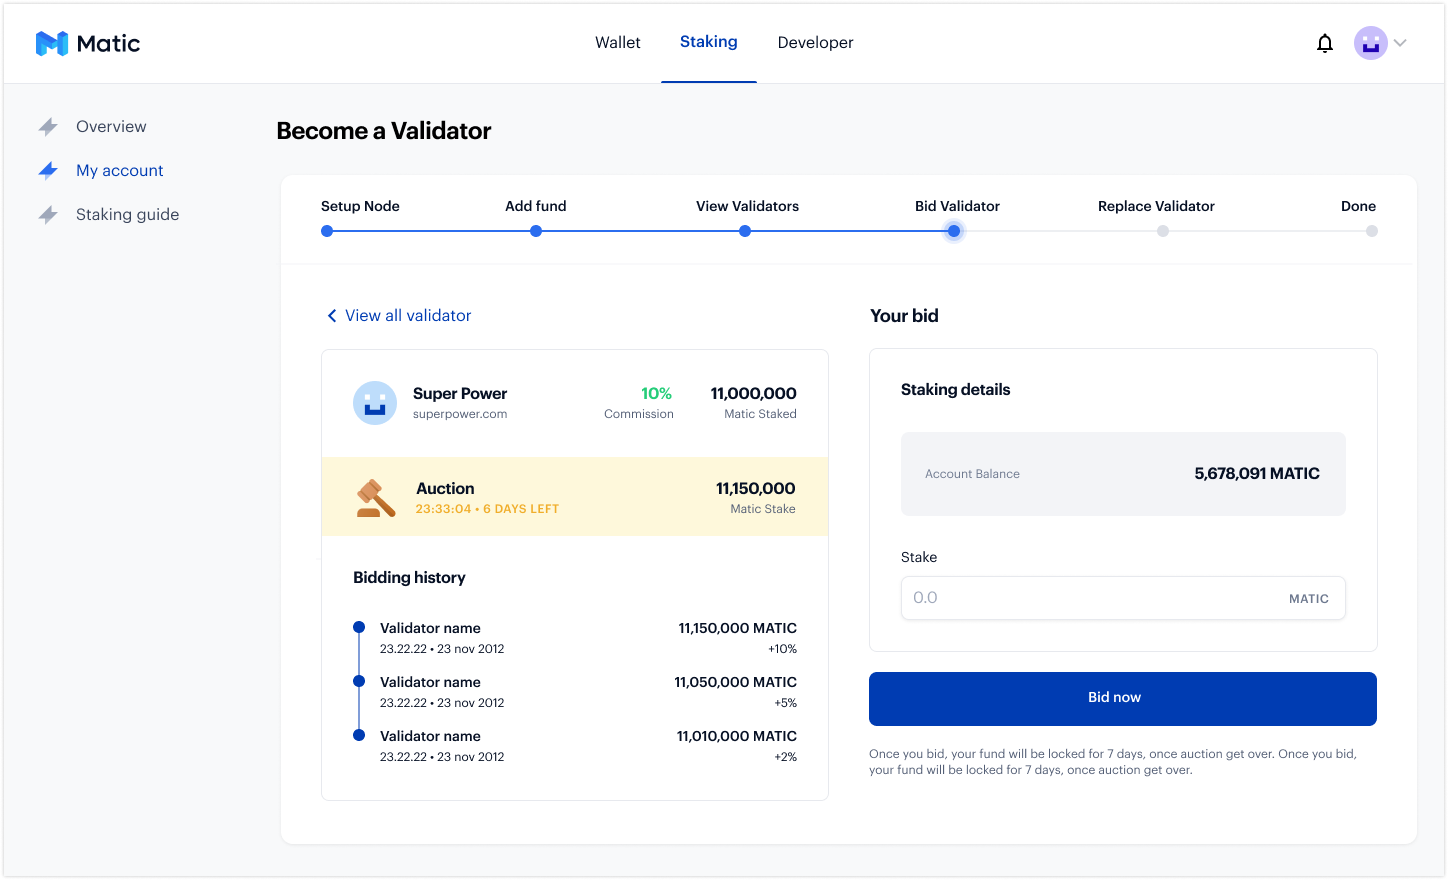 Matic
Wallet
Staking
Developer
Overview
My account
Staking guide
Become a Validator
Setup Node
Add fund
View Validators
Bid Validator
Replace Validator
Done
View all validator
Super Power
superpower.com
10%
Commission
11,000,000
Matic Staked
Auction
23:33:04 • 6 DAYS LEFT
11,150,000
Matic Stake
Bidding history
Validator name
11,150,000 MATIC
23.22.22 • 23 nov 2012
+10%
Validator name
11,050,000 MATIC
23.22.22 • 23 nov 2012
+5%
Validator name
11,010,000 MATIC
23.22.22 • 23 nov 2012
+2%
Your bid
Staking details
Account Balance
5,678,091 MATIC
Stake
0.0
MATIC
Bid now
Once you bid, your fund will be locked for 7 days, once auction get over. Once you bid,
your fund will be locked for 7 days, once auction get over.